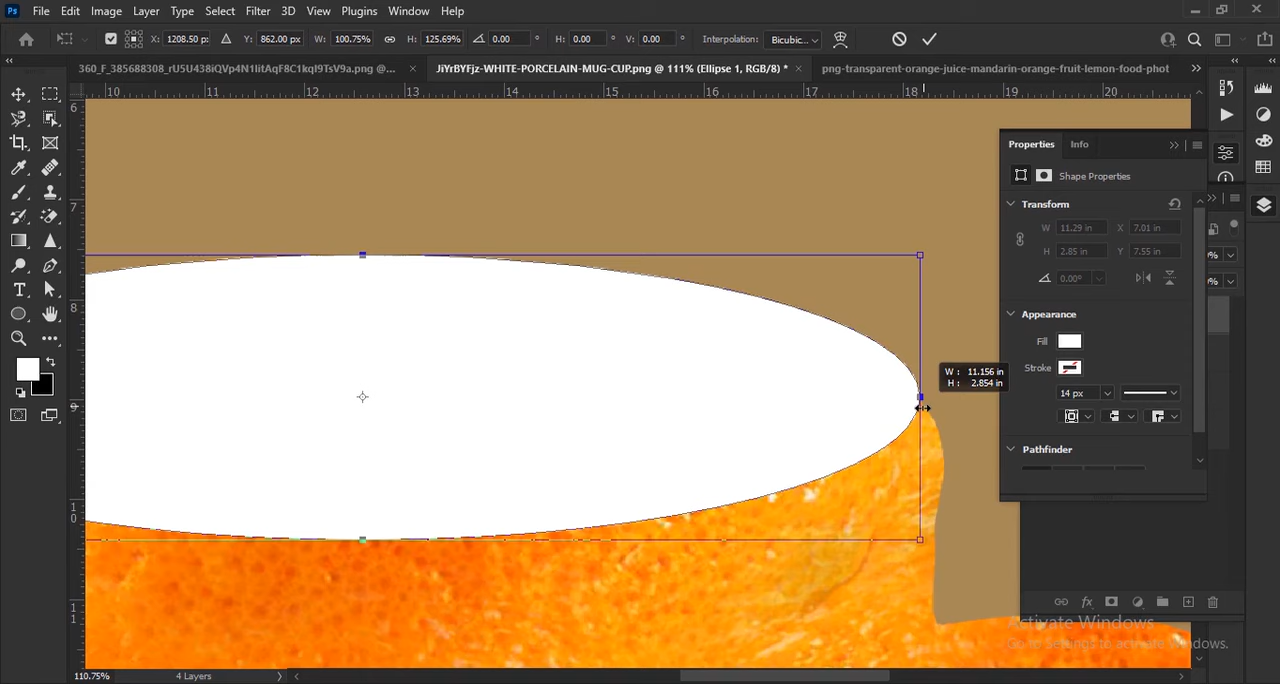 Ps File Edit Image Layer Type Select Filter 3D View Plugins Window Help
X: 1208.50 px Y: 862.00 px W: 100.75% H: 125.69% 0.00 ° H: 0.00 ° V: 0.00 ° Interpolation: Bicubic...
360_F_385688308_rU5U438iQVp4N1IitAqF8C1kqI9TsV9a.png @ ... × JiYrBYFjz-WHITE-PORCELAIN-MUG-CUP.png @ 111% (Ellipse 1, RGB/8) * × png-transparent-orange-juice-mandarin-orange-fruit-lemon-food-phot
10 11 12 13 14 15 16 17 18 19 20
6
7
8
9
10
11
Properties Info
Shape Properties
Transform
W 11.29 in X 7.01 in
H 2.85 in Y 7.55 in
0.00°
Appearance
Fill
Stroke
14 px
Pathfinder
W : 11.156 in
H : 2.854 in
fx
Activate Windows
Go to Settings to activate Windows.
110.75% 4 Layers